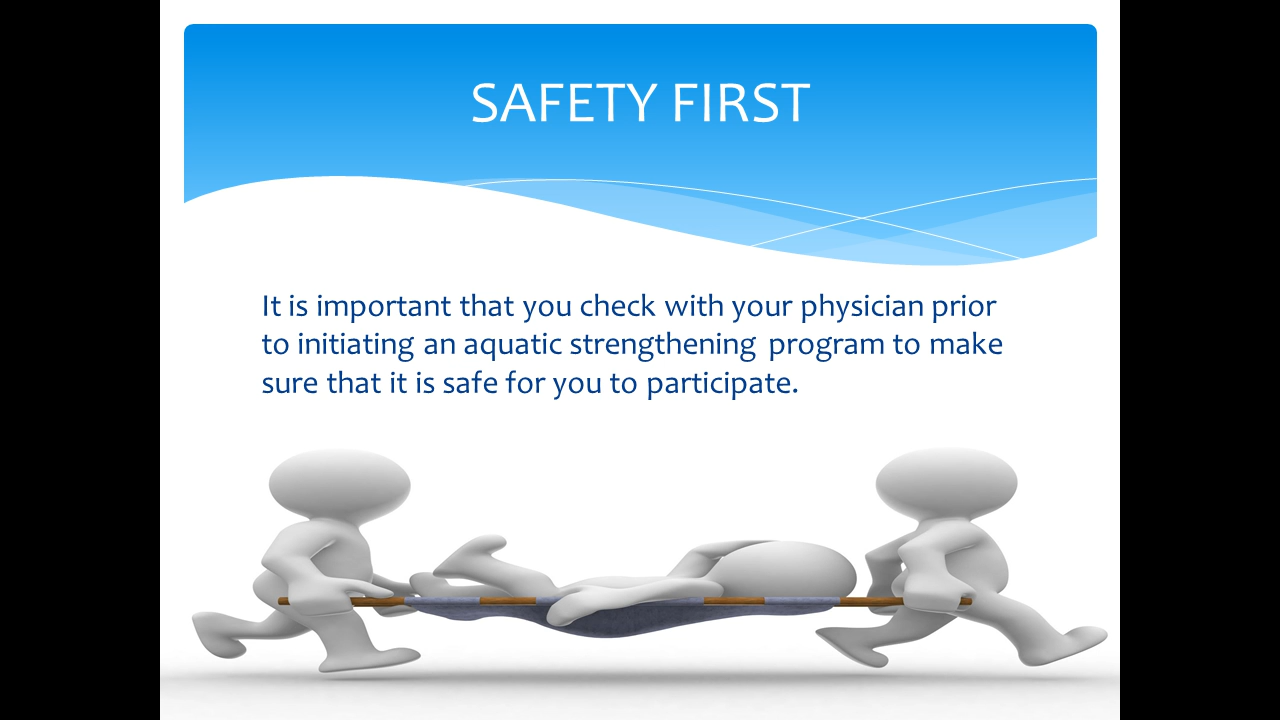 SAFETY FIRST
It is important that you check with your physician prior
to initiating an aquatic strengthening program to make
sure that it is safe for you to participate.